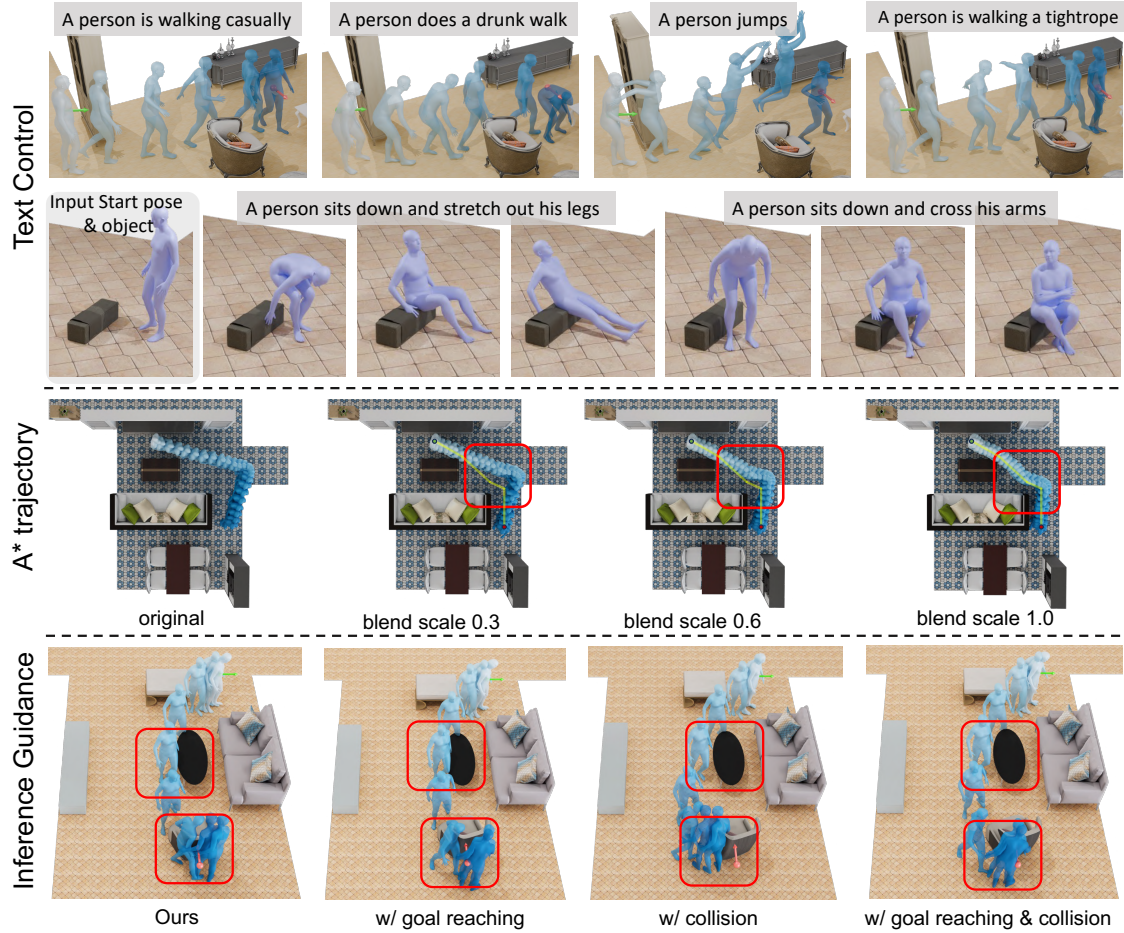 Text Control
A person is walking casually
A person does a drunk walk
A person jumps
A person is walking a tightrope
Input Start pose
& object
A person sits down and stretch out his legs
A person sits down and cross his arms
A* trajectory
original
blend scale 0.3
blend scale 0.6
blend scale 1.0
Inference Guidance
Ours
w/ goal reaching
w/ collision
w/ goal reaching & collision